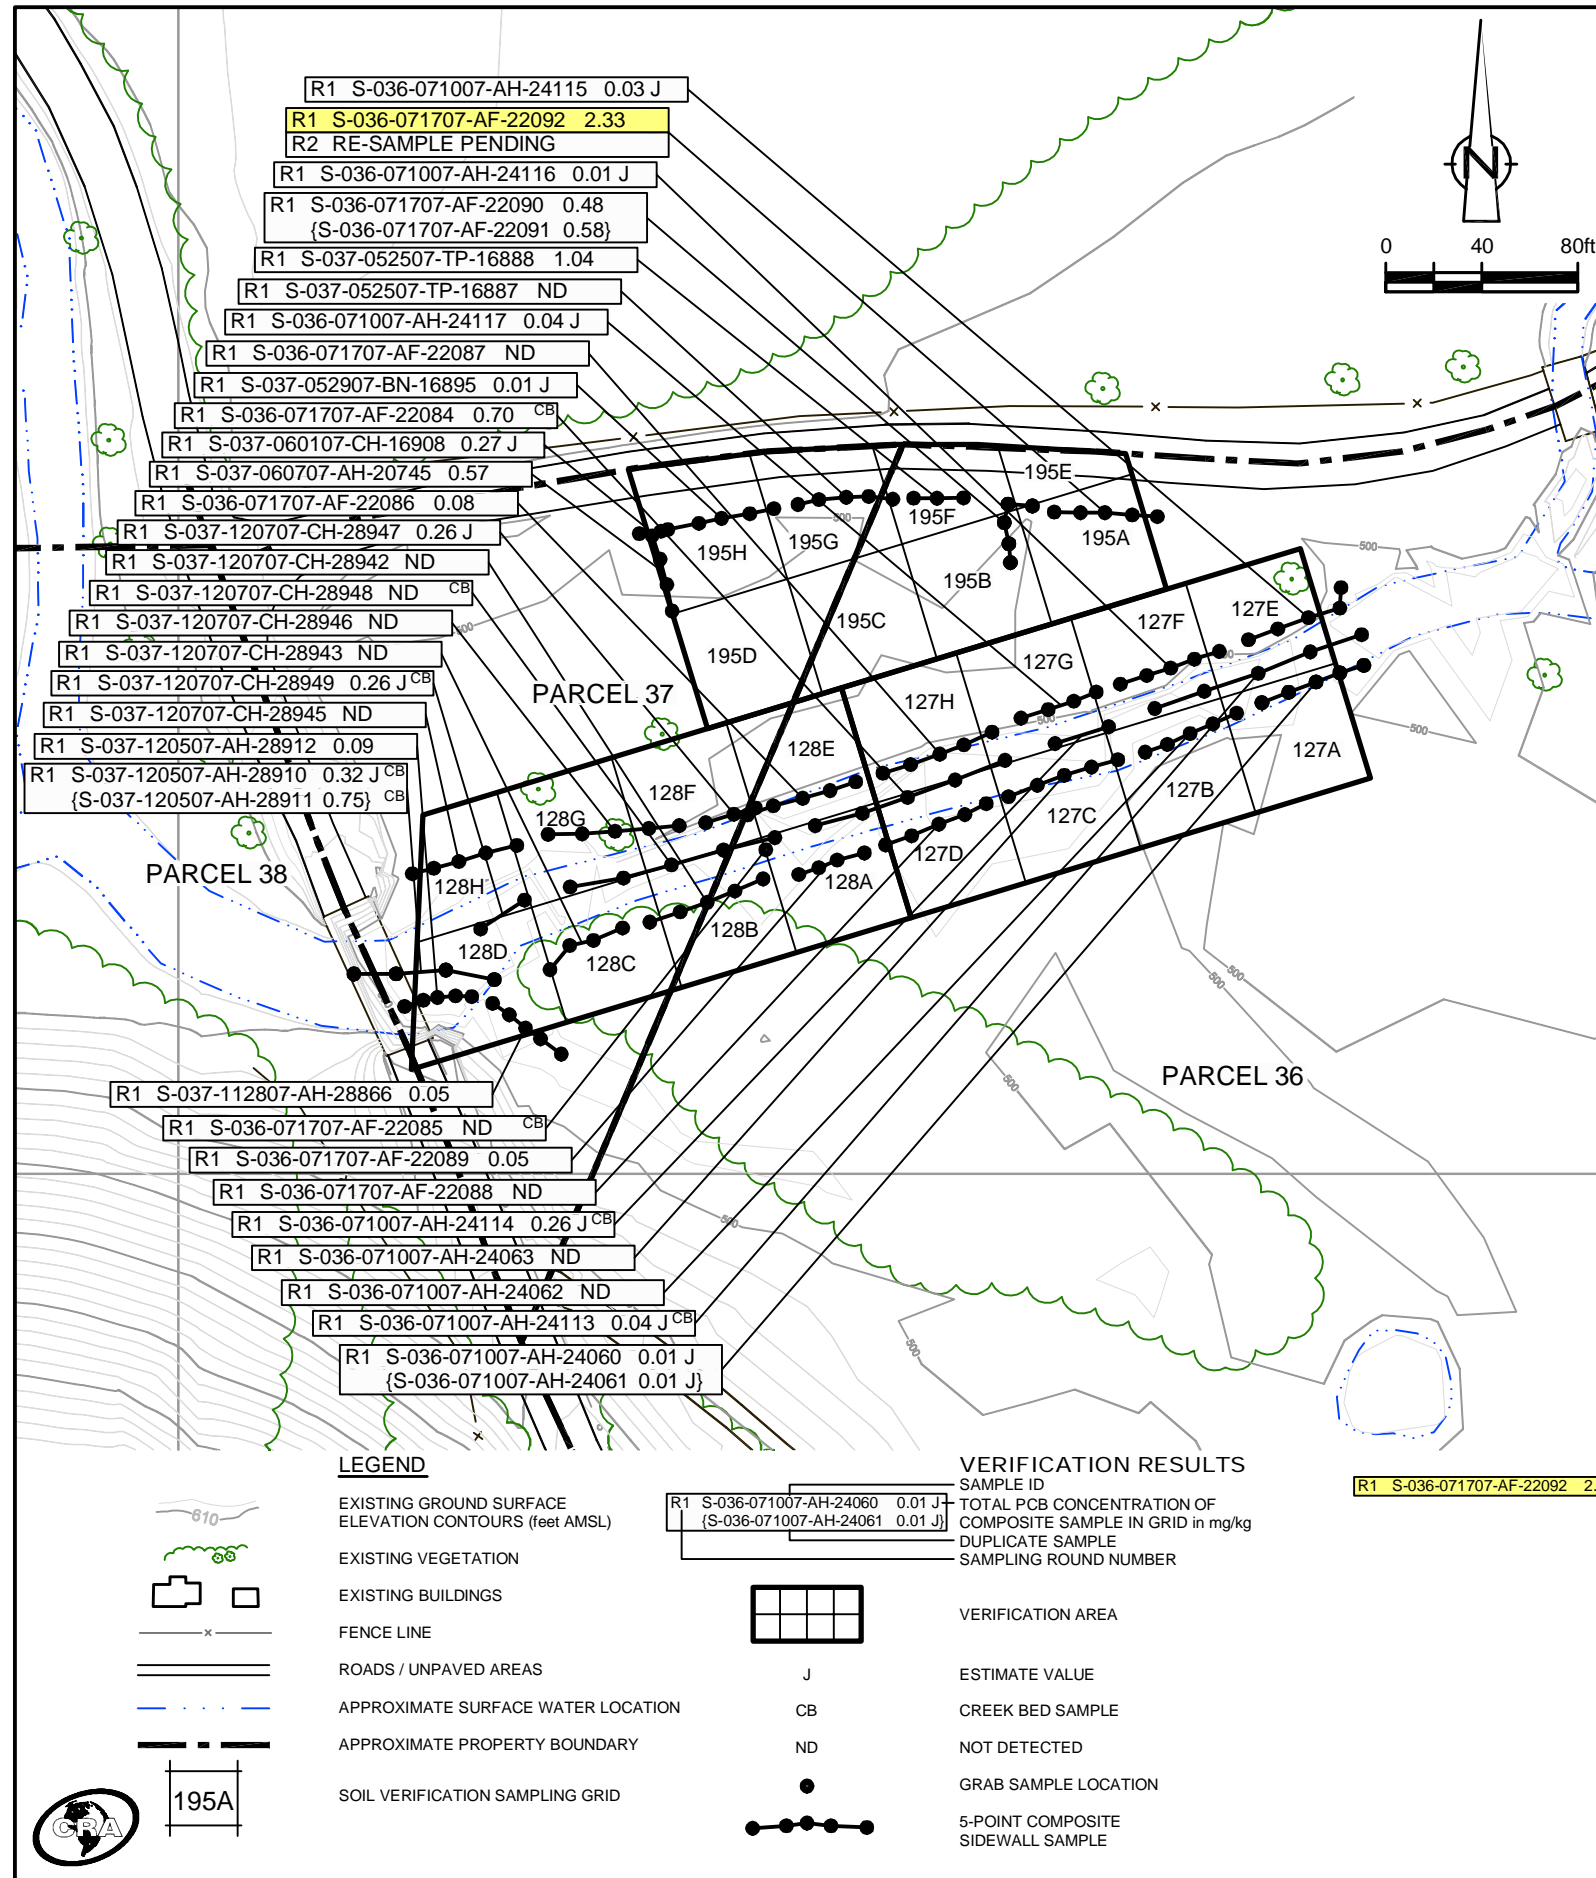 R1 S-036-071007-AH-24115 0.03 J
R1 S-036-071707-AF-22092 2.33
R2 RE-SAMPLE PENDING
R1 S-036-071007-AH-24116 0.01 J
R1 S-036-071707-AF-22090 0.48
{S-036-071707-AF-22091 0.58}
R1 S-037-052507-TP-16888 1.04
R1 S-037-052507-TP-16887 ND
R1 S-036-071007-AH-24117 0.04 J
R1 S-036-071707-AF-22087 ND
R1 S-037-052907-BN-16895 0.01 J
R1 S-036-071707-AF-22084 0.70 CB
R1 S-037-060107-CH-16908 0.27 J
R1 S-037-060707-AH-20745 0.57
R1 S-036-071707-AF-22086 0.08
R1 S-037-120707-CH-28947 0.26 J
R1 S-037-120707-CH-28942 ND
R1 S-037-120707-CH-28948 ND CB
R1 S-037-120707-CH-28946 ND
R1 S-037-120707-CH-28943 ND
R1 S-037-120707-CH-28949 0.26 J CB
R1 S-037-120707-CH-28945 ND
R1 S-037-120507-AH-28912 0.09
R1 S-037-120507-AH-28910 0.32 J CB
{S-037-120507-AH-28911 0.75} CB
N
0 40 80ft
195E
195F
195A
195G
195H
195B
195C
195D
127E
127F
127G
127H
127A
127B
127C
127D
128E
128F
128G
128H
128A
128B
128C
128D
500
500
500
500
500
500
500
500
500
500
500
500
PARCEL 37
PARCEL 38
PARCEL 36
R1 S-037-112807-AH-28866 0.05
R1 S-036-071707-AF-22085 ND CB
R1 S-036-071707-AF-22089 0.05
R1 S-036-071707-AF-22088 ND
R1 S-036-071007-AH-24114 0.26 J CB
R1 S-036-071007-AH-24063 ND
R1 S-036-071007-AH-24062 ND
R1 S-036-071007-AH-24113 0.04 J CB
R1 S-036-071007-AH-24060 0.01 J
{S-036-071007-AH-24061 0.01 J}
LEGEND
610
EXISTING GROUND SURFACE
ELEVATION CONTOURS (feet AMSL)
EXISTING VEGETATION
EXISTING BUILDINGS
FENCE LINE
ROADS / UNPAVED AREAS
APPROXIMATE SURFACE WATER LOCATION
APPROXIMATE PROPERTY BOUNDARY
195A
SOIL VERIFICATION SAMPLING GRID
CRA
VERIFICATION RESULTS
R1 S-036-071007-AH-24060 0.01 J
{S-036-071007-AH-24061 0.01 J}
SAMPLE ID
TOTAL PCB CONCENTRATION OF
COMPOSITE SAMPLE IN GRID in mg/kg
DUPLICATE SAMPLE
SAMPLING ROUND NUMBER
VERIFICATION AREA
J ESTIMATE VALUE
CB CREEK BED SAMPLE
ND NOT DETECTED
GRAB SAMPLE LOCATION
5-POINT COMPOSITE
SIDEWALL SAMPLE
R1 S-036-071707-AF-22092 2.